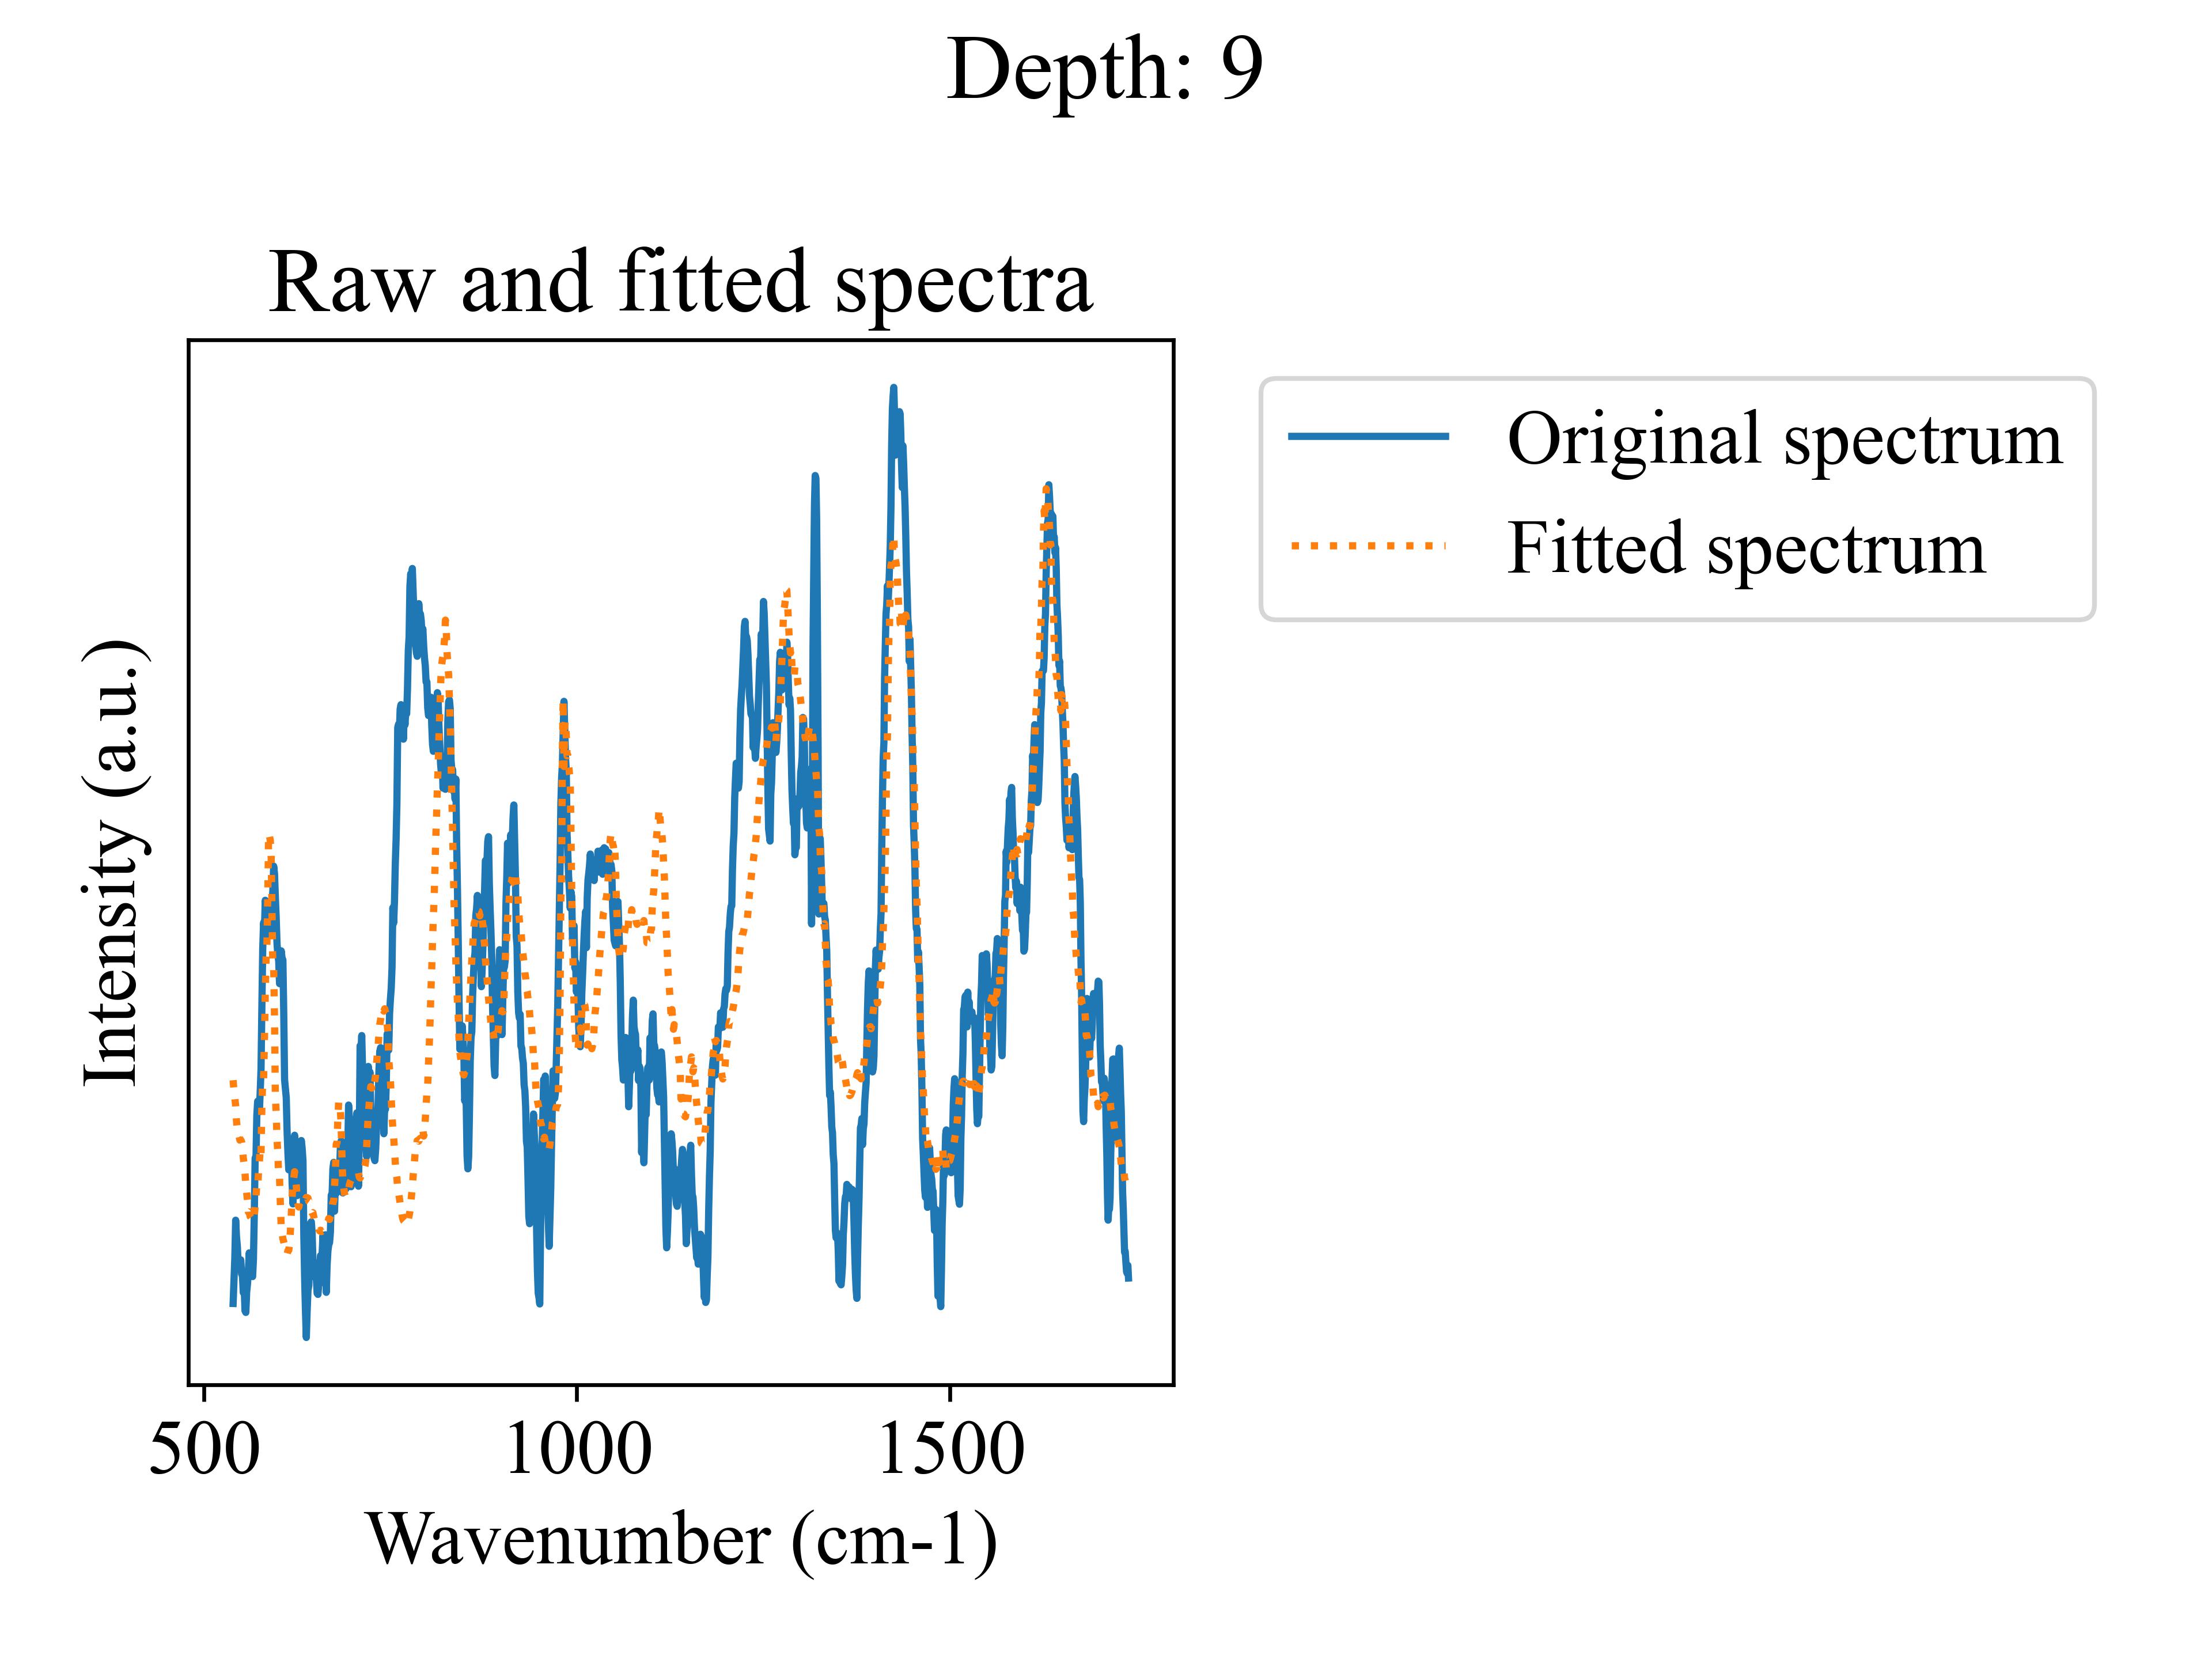 Depth: 9
Raw and fitted spectra
Original spectrum
Fitted spectrum
Intensity (a.u.)
500 1000 1500
Wavenumber (cm-1)